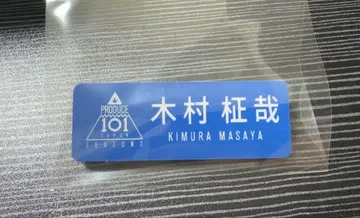 PRODUCE
101
JAPAN
SEASON2
木村 柾哉
KIMURA MASAYA